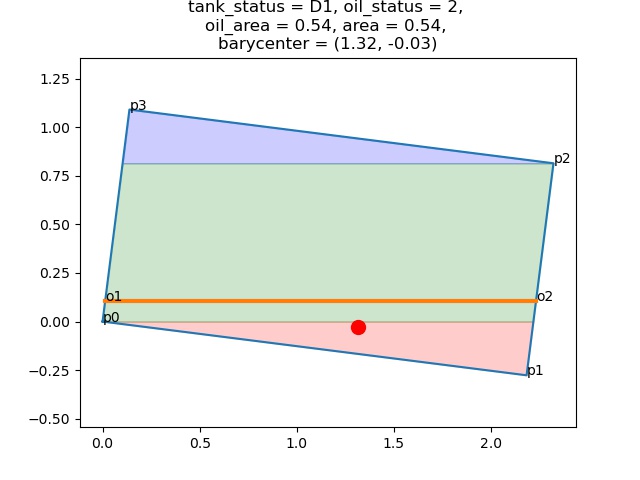 tank_status = D1, oil_status = 2,
oil_area = 0.54, area = 0.54,
barycenter = (1.32, -0.03)
1.25
1.00
0.75
0.50
0.25
0.00
−0.25
−0.50
p3
p2
o1
o2
p0
p1
0.0
0.5
1.0
1.5
2.0